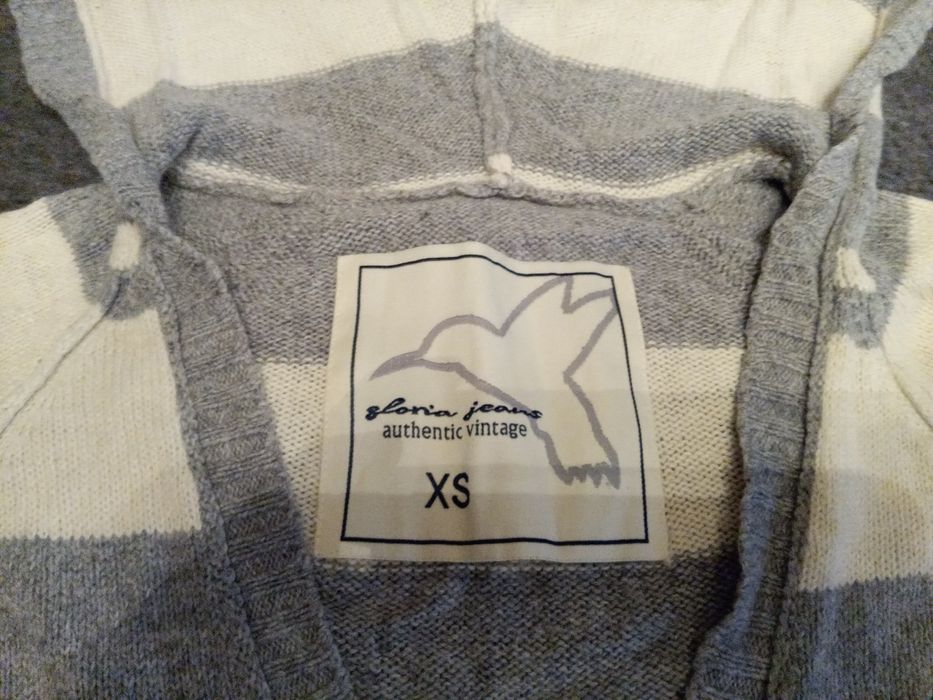 gloria jeans
authentic vintage
XS